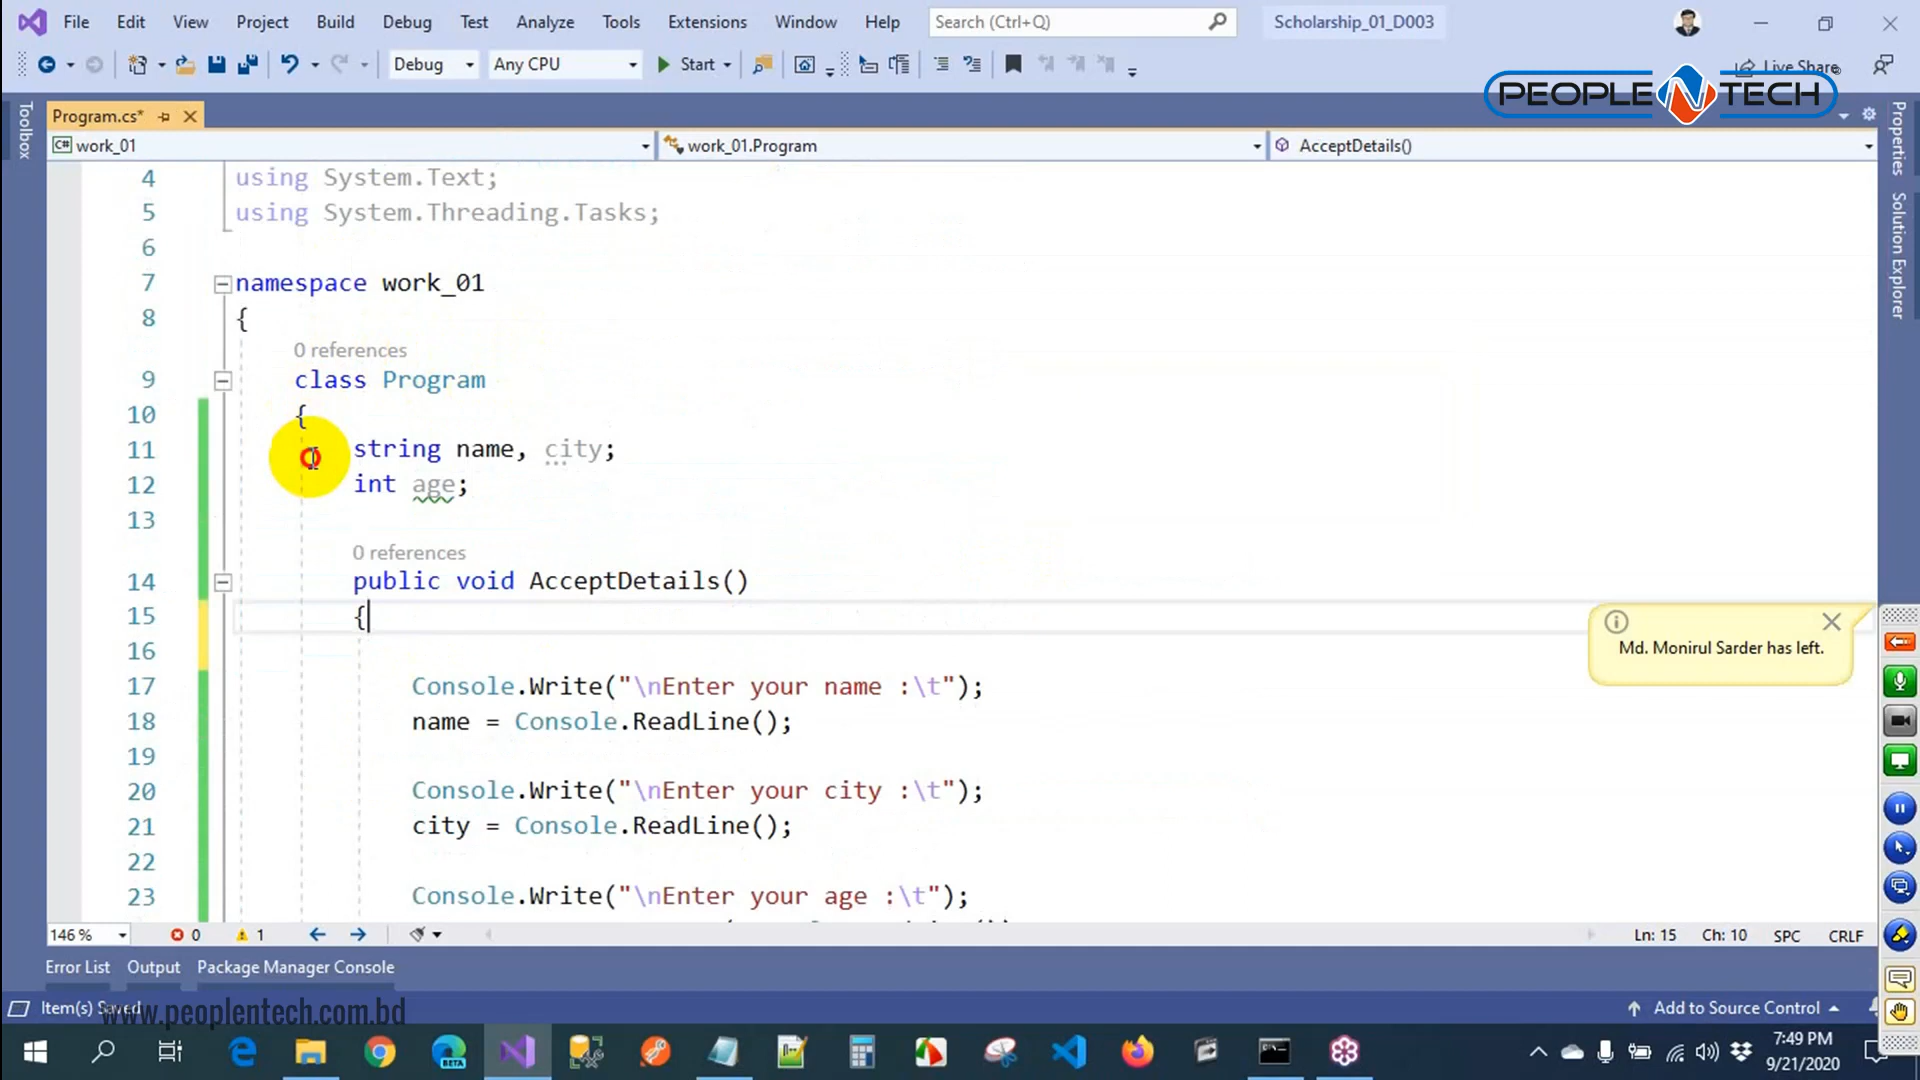 File Edit View Project Build Debug Test Analyze Tools Extensions Window Help Search (Ctrl+Q) Scholarship_01_D003
Debug Any CPU Start Live Share
PEOPLE N TECH
Toolbox
Program.cs*
work_01 work_01.Program AcceptDetails()
Properties
Solution Explorer
4 using System.Text;
5 using System.Threading.Tasks;
6
7 namespace work_01
8 {
0 references
9 class Program
10 {
11 string name, city;
12 int age;
13
0 references
14 public void AcceptDetails()
15 {
16
17 Console.Write("\nEnter your name :\t");
18 name = Console.ReadLine();
19
20 Console.Write("\nEnter your city :\t");
21 city = Console.ReadLine();
22
23 Console.Write("\nEnter your age :\t");
Md. Monirul Sarder has left.
146 % 0 1 Ln: 15 Ch: 10 SPC CRLF
Error List Output Package Manager Console
Item(s) Saved Add to Source Control
www.peoplentech.com.bd
BETA
7:49 PM
9/21/2020